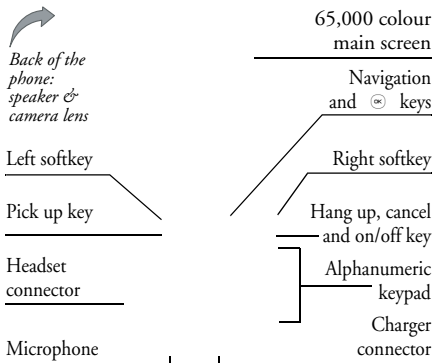 Back of the
phone:
speaker &
camera lens
Left softkey
Pick up key
Headset
connector
Microphone
65,000 colour
main screen
Navigation
and OK keys
Right softkey
Hang up, cancel
and on/off key
Alphanumeric
keypad
Charger
connector